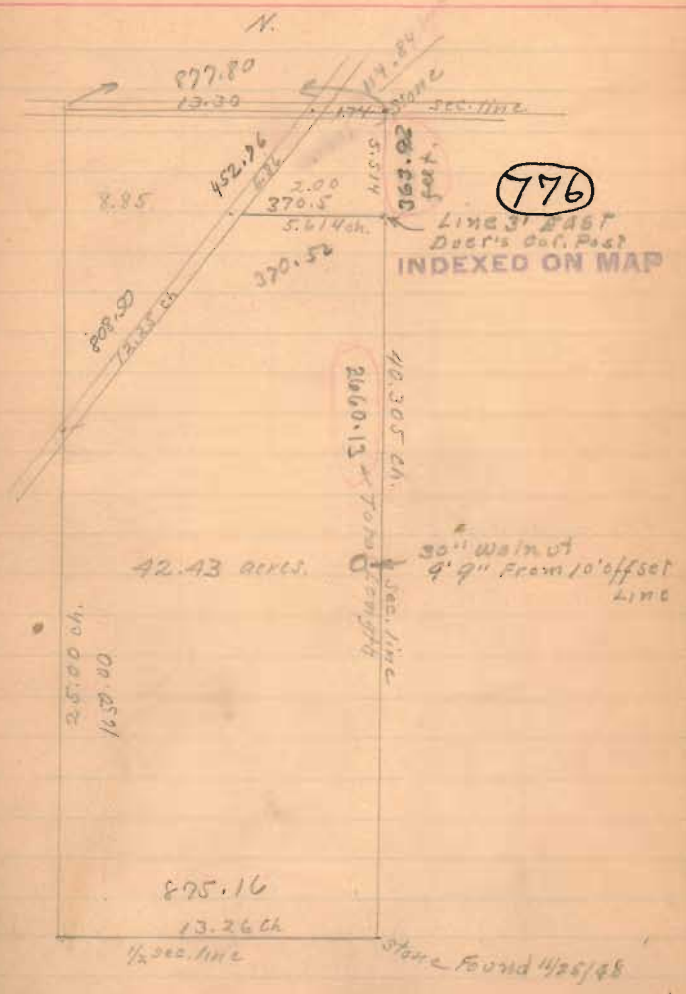 N.
877.80
13.30
114.84
1.74
Stone
sec. line
452.76
6.86
5.514
363.92
feet.
776
8.85
2.00
370.5
5.614 ch.
Line 3' East
Doer's Cor. Post
INDEXED ON MAP
370.52
808.50
12.25 ch
40.305 ch.
2660.13 Total Length
sec. line
30" Walnut
9' 9" From 10' offset
Line
42.43 acres.
25.00 ch.
1650.00
875.16
13.26 ch
1/2 sec. line
Stone Found 4/25/48